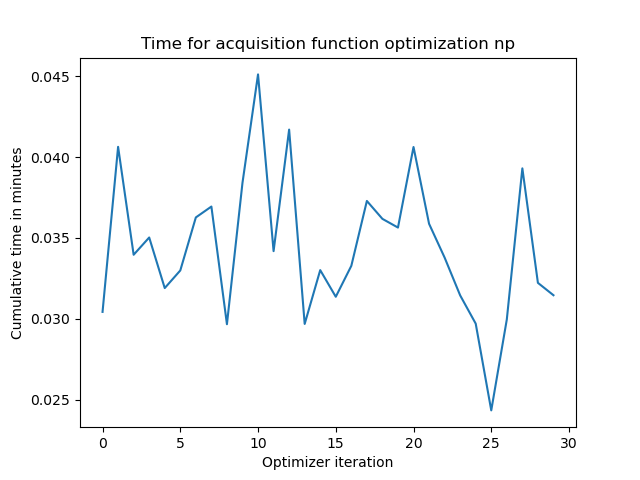 Time for acquisition function optimization np
Cumulative time in minutes
0.045
0.040
0.035
0.030
0.025
0 5 10 15 20 25 30
Optimizer iteration